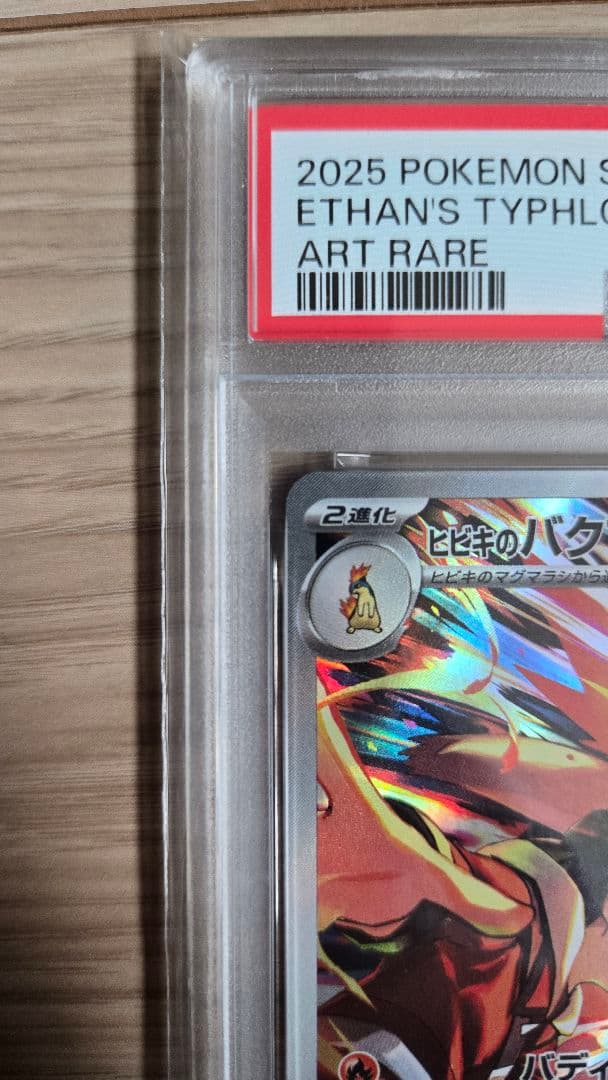 2025 POKEMON S
ETHAN'S TYPHLO
ART RARE
2進化
ヒビキのバク
ヒビキのマグマラシから
バディ